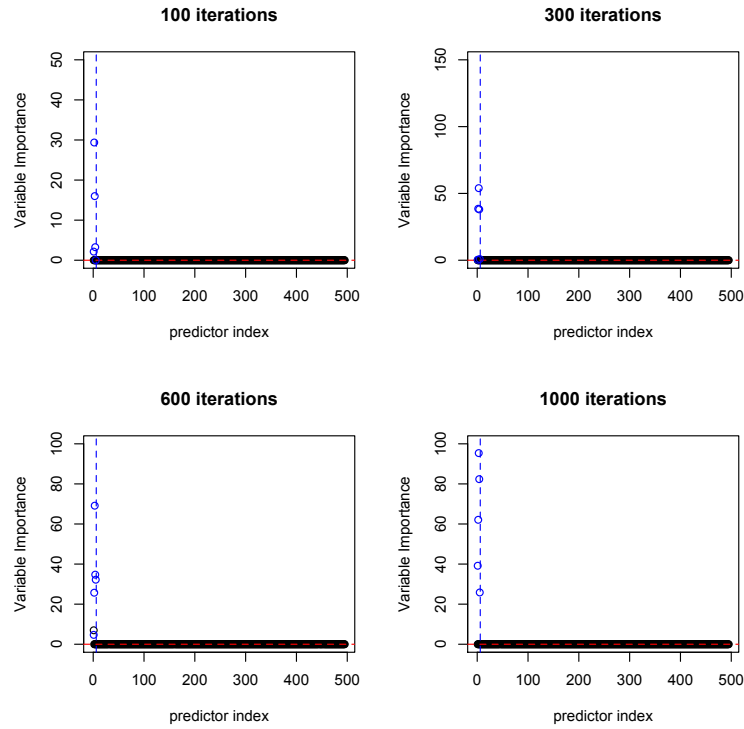 100 iterations
Variable Importance
50
40
30
20
10
0
0 100 200 300 400 500
predictor index
300 iterations
Variable Importance
150
100
50
0
0 100 200 300 400 500
predictor index
600 iterations
Variable Importance
100
80
60
40
20
0
0 100 200 300 400 500
predictor index
1000 iterations
Variable Importance
100
80
60
40
20
0
0 100 200 300 400 500
predictor index